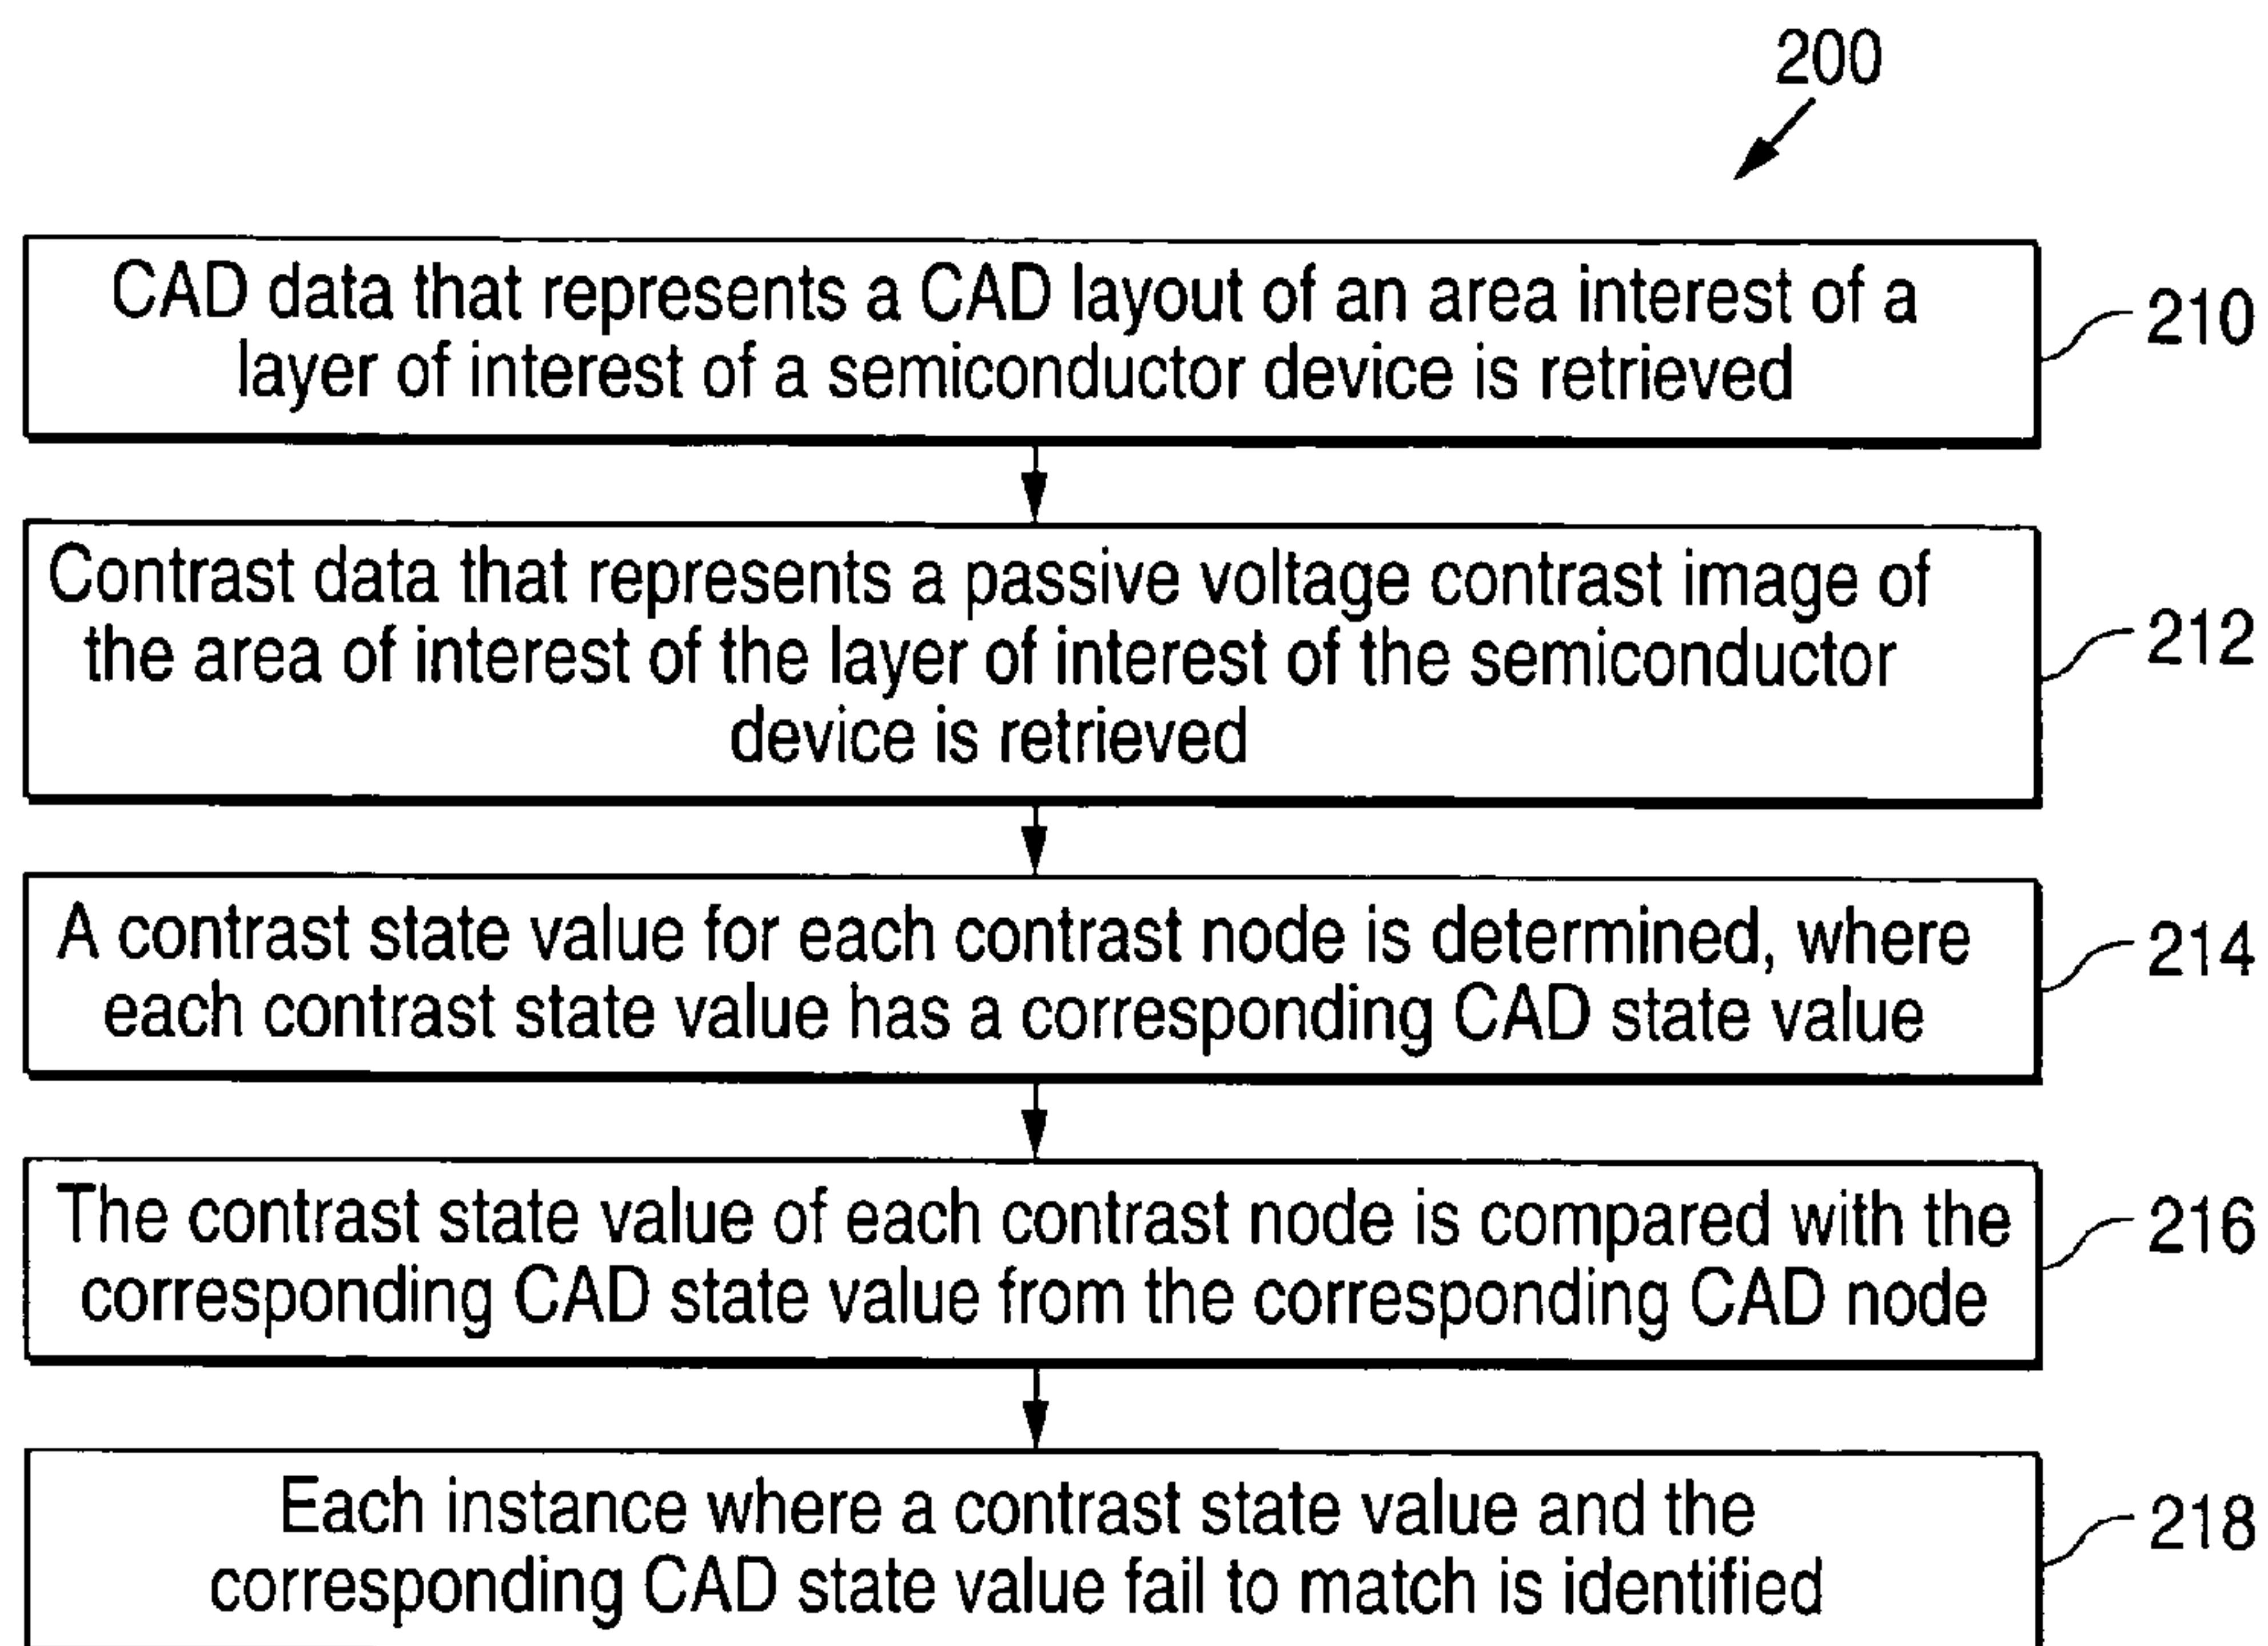 200
CAD data that represents a CAD layout of an area interest of a
layer of interest of a semiconductor device is retrieved
210
Contrast data that represents a passive voltage contrast image of
the area of interest of the layer of interest of the semiconductor
device is retrieved
212
A contrast state value for each contrast node is determined, where
each contrast state value has a corresponding CAD state value
214
The contrast state value of each contrast node is compared with the
corresponding CAD state value from the corresponding CAD node
216
Each instance where a contrast state value and the
corresponding CAD state value fail to match is identified
218